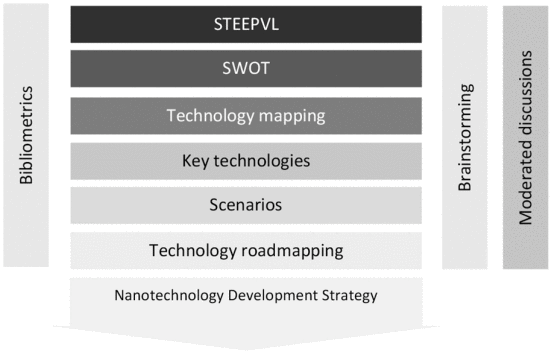 STEEPVL
SWOT
Technology mapping
Key technologies
Scenarios
Technology roadmapping
Nanotechnology Development Strategy
Bibliometrics
Brainstorming
Moderated discussions